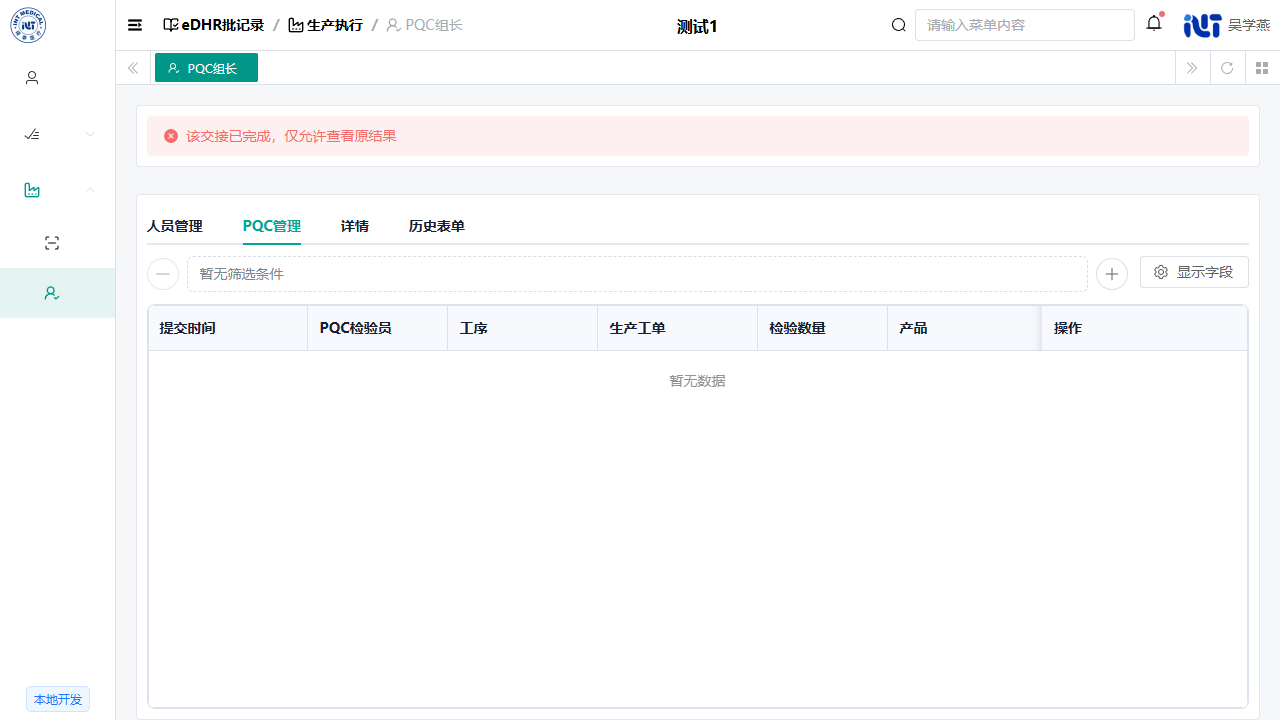 eDHR批记录 / 生产执行 / PQC组长
测试1
请输入菜单内容
吴学燕
PQC组长
该交接已完成，仅允许查看原结果
人员管理 PQC管理 详情 历史表单
暂无筛选条件
显示字段
提交时间 PQC检验员 工序 生产工单 检验数量 产品 操作
暂无数据
本地开发